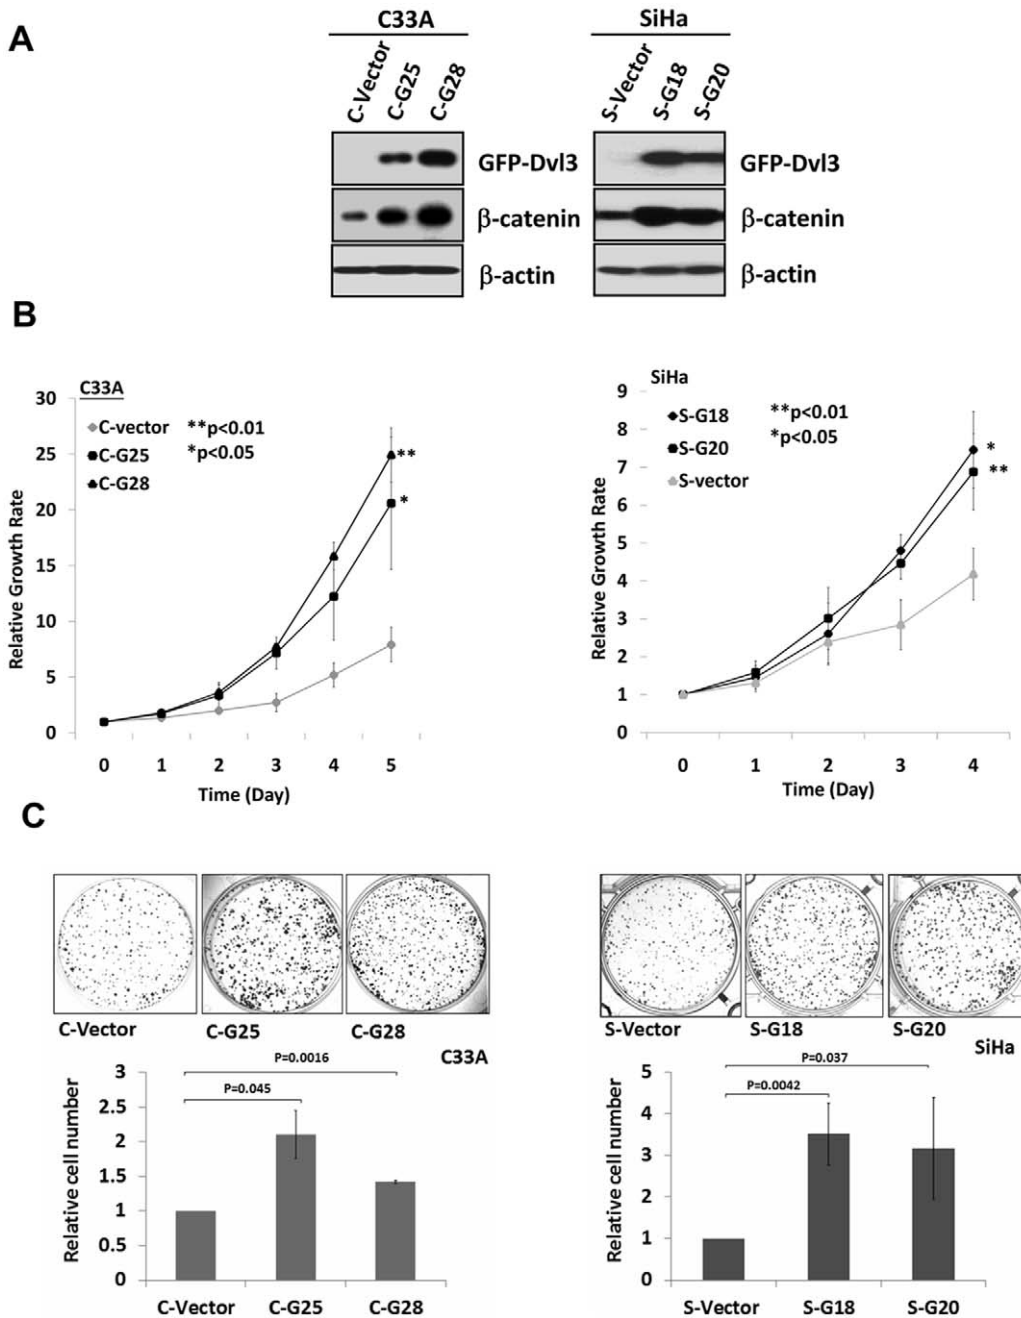 A
C33A
C-Vector
C-G25
C-G28
GFP-Dvl3
β-catenin
β-actin
SiHa
S-Vector
S-G18
S-G20
GFP-Dvl3
β-catenin
β-actin
B
C33A
C-vector
C-G25
C-G28
**p<0.01
*p<0.05
Relative Growth Rate
30
25
20
15
10
5
0
**
*
0 1 2 3 4 5
Time (Day)
SiHa
S-G18
S-G20
S-vector
**p<0.01
*p<0.05
Relative Growth Rate
9
8
7
6
5
4
3
2
1
0
*
**
0 1 2 3 4
Time (Day)
C
C-Vector C-G25 C-G28
C33A
P=0.0016
P=0.045
Relative cell number
3
2.5
2
1.5
1
0.5
0
C-Vector C-G25 C-G28
S-Vector S-G18 S-G20
SiHa
P=0.037
P=0.0042
Relative cell number
5
4
3
2
1
0
S-Vector S-G18 S-G20